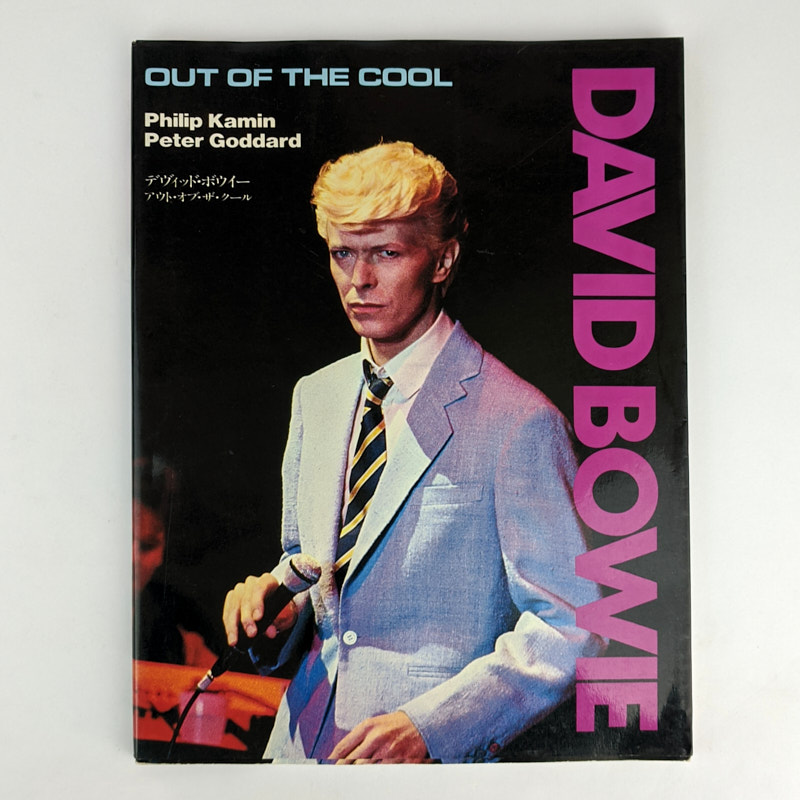 OUT OF THE COOL
Philip Kamin
Peter Goddard
デヴィッド・ボウイー
アウト・オブ・ザ・クール
DAVID BOWIE